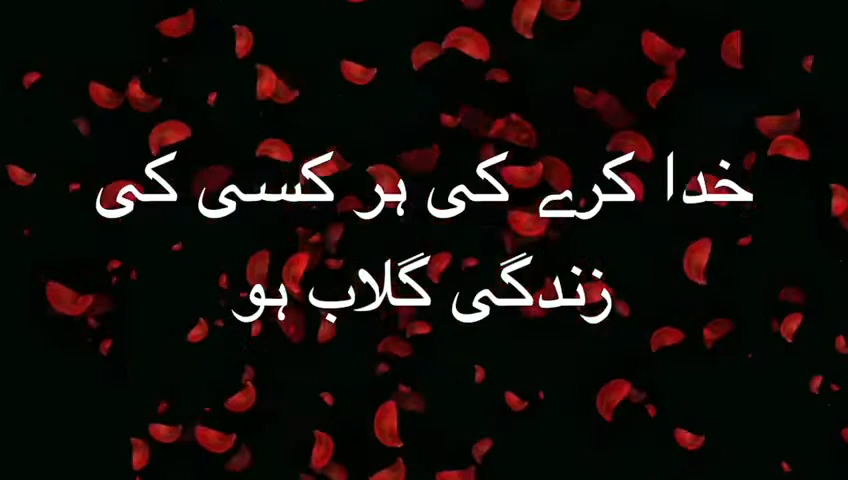 خدا کرے کی ہر کسی کی
زندگی گلاب ہو